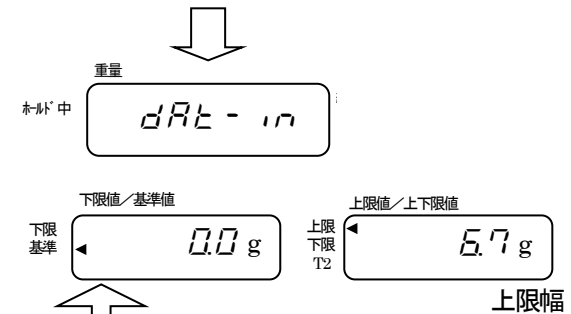 重量
ホールド中
dAt-in
下限値／基準値
下限
基準
◀ 0.0 g
上限値／上下限値
上限
下限
T2
◀ 6.7 g
上限幅